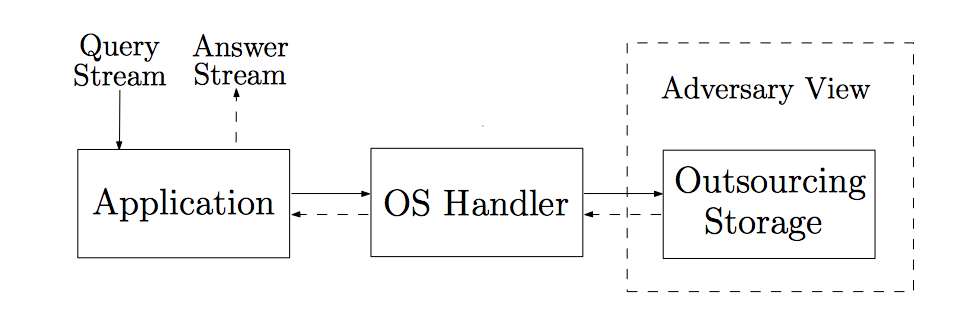 Query
Stream
Answer
Stream
Adversary View
Application
OS Handler
Outsourcing
Storage